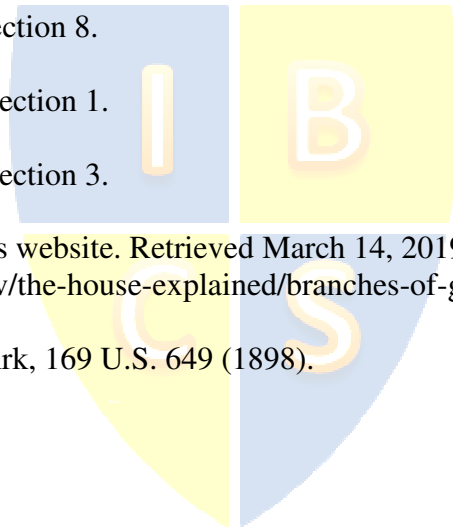 ection 8.
I B
ection 1.
ection 3.
s website. Retrieved March 14, 2019
v/the-house-explained/branches-of-g
C S
rk, 169 U.S. 649 (1898).